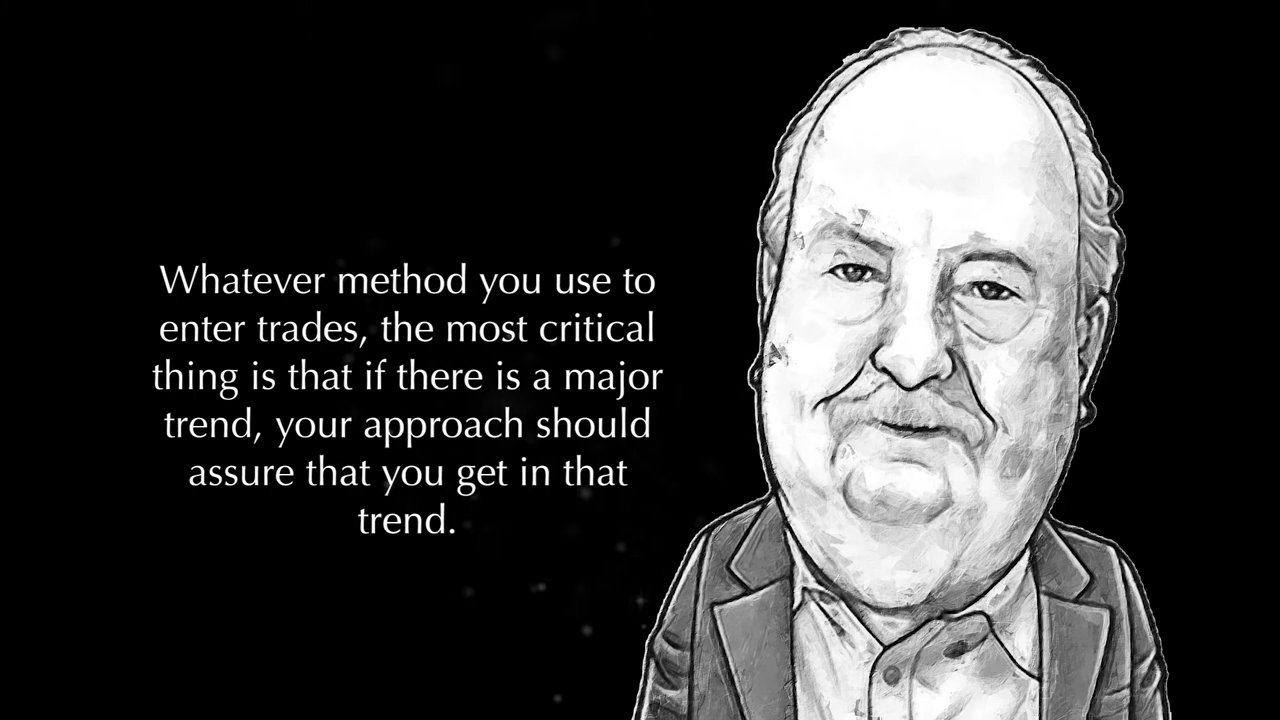 Whatever method you use to
enter trades, the most critical
thing is that if there is a major
trend, your approach should
assure that you get in that
trend.